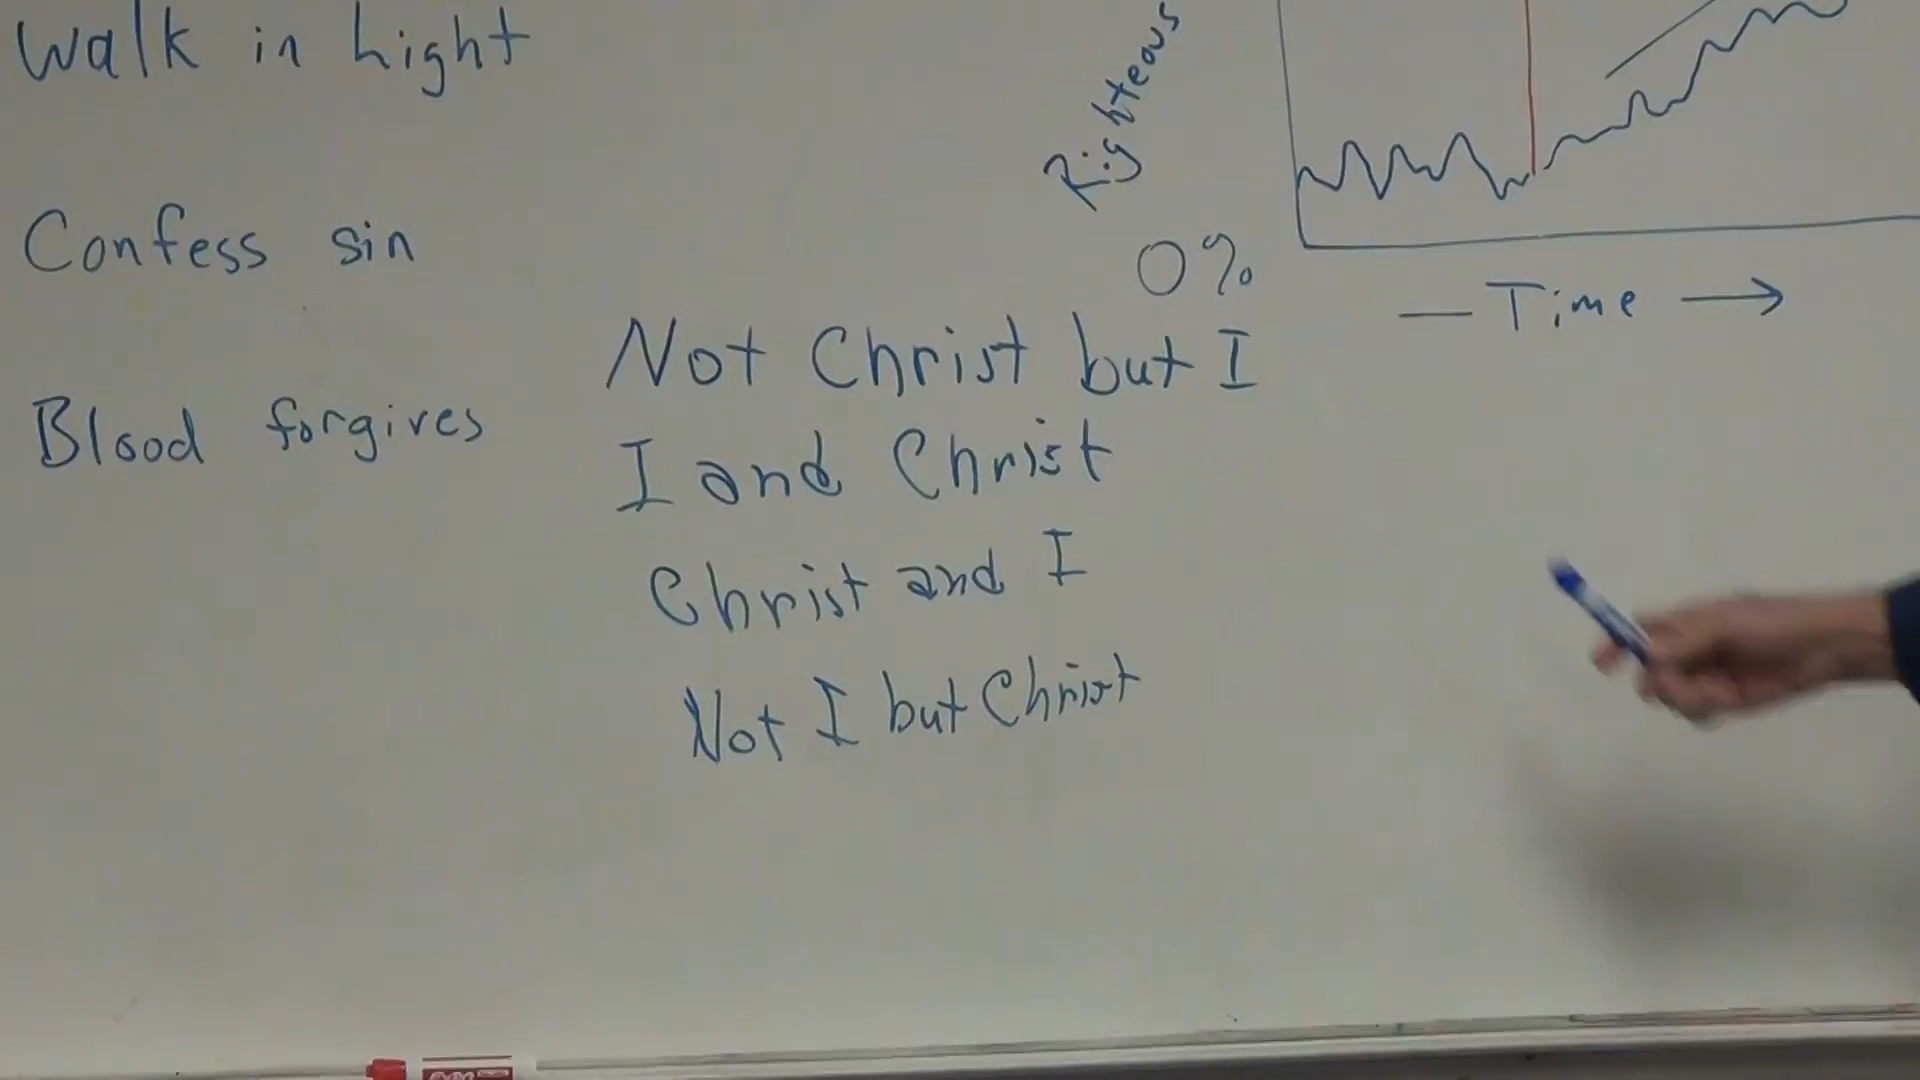 Walk in Light
Confess sin
Blood forgives
Not Christ but I
I and Christ
Christ and I
Not I but Christ
Righteous
0%
— Time →
EXPO